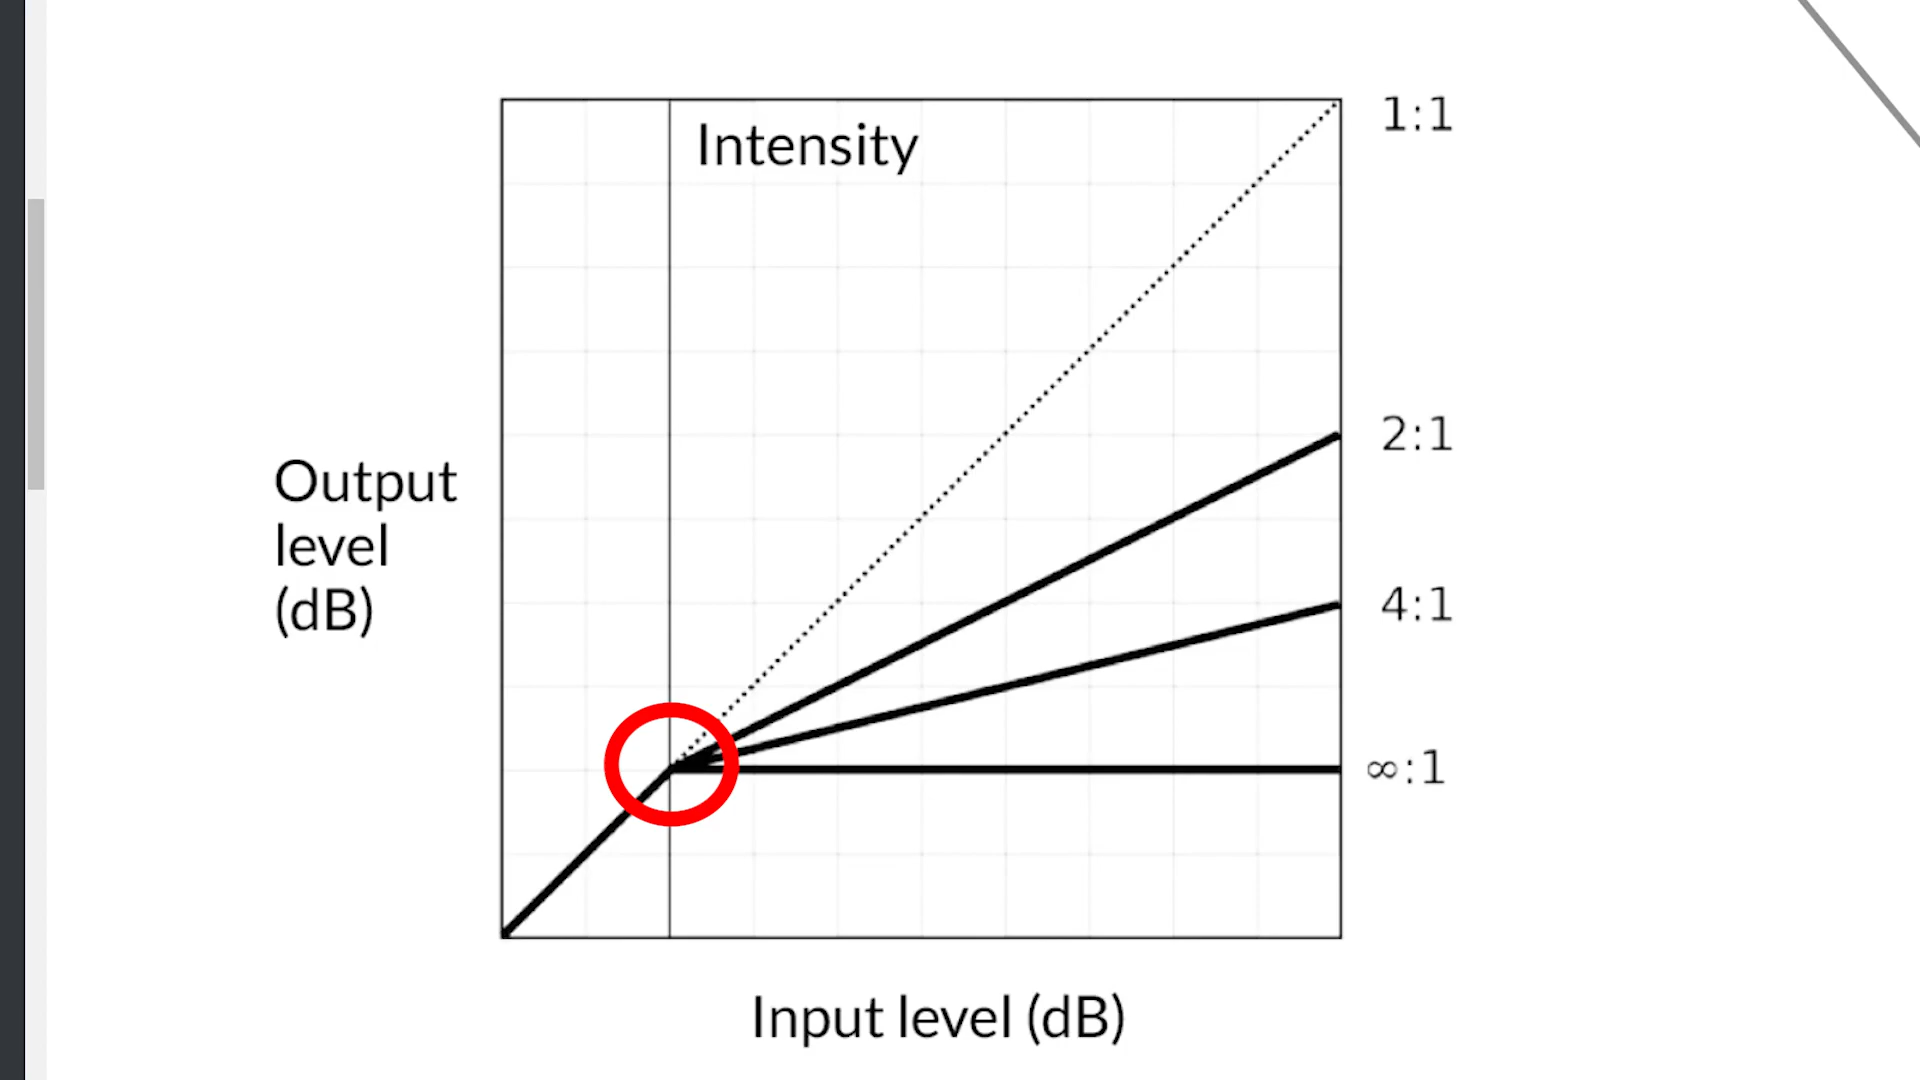 Intensity
1:1
2:1
Output
level
(dB)
4:1
∞:1
Input level (dB)